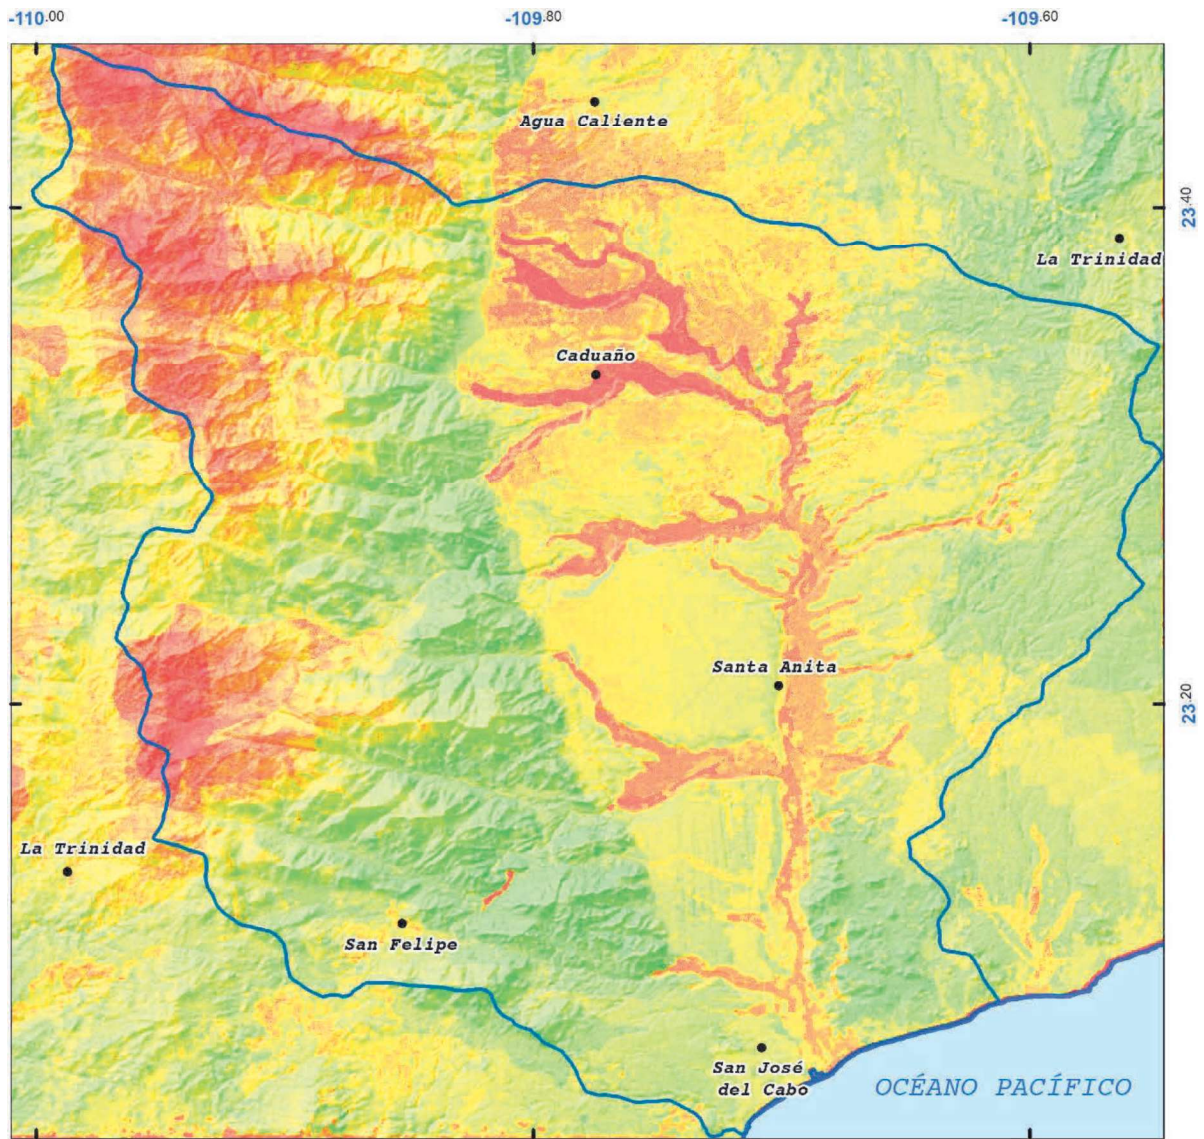 -110.00 -109.80 -109.60
Agua Caliente
23.40
La Trinidad
Caduaño
Santa Anita
23.20
La Trinidad
San Felipe
San José
del Cabo
OCÉANO PACÍFICO